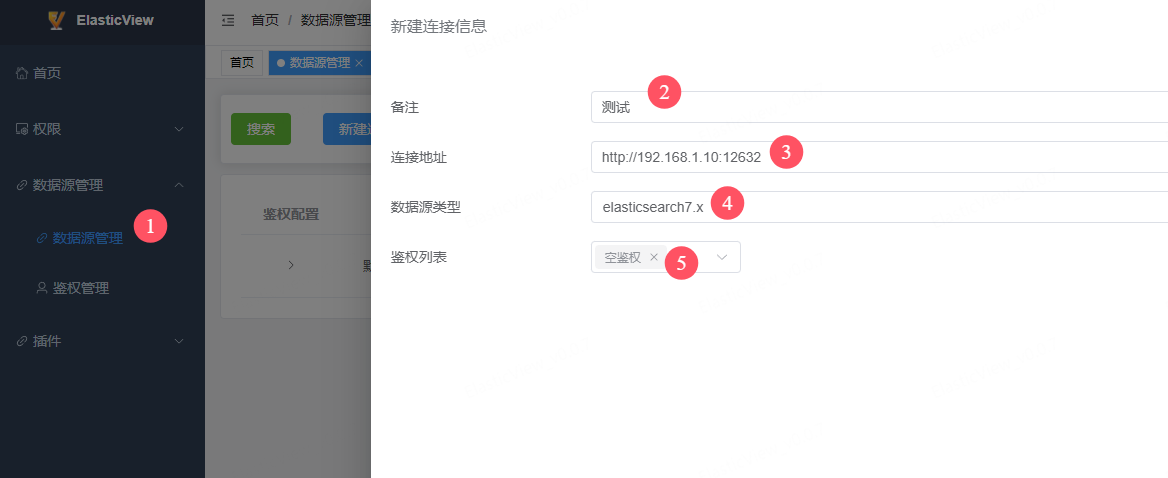 ElasticView
首页
权限
数据源管理
1
数据源管理
鉴权管理
插件
首页 / 数据源管理
首页
数据源管理
搜索
新建
鉴权配置
新建连接信息
备注
测试
2
连接地址
http://192.168.1.10:12632
3
数据源类型
elasticsearch7.x
4
鉴权列表
空鉴权
5